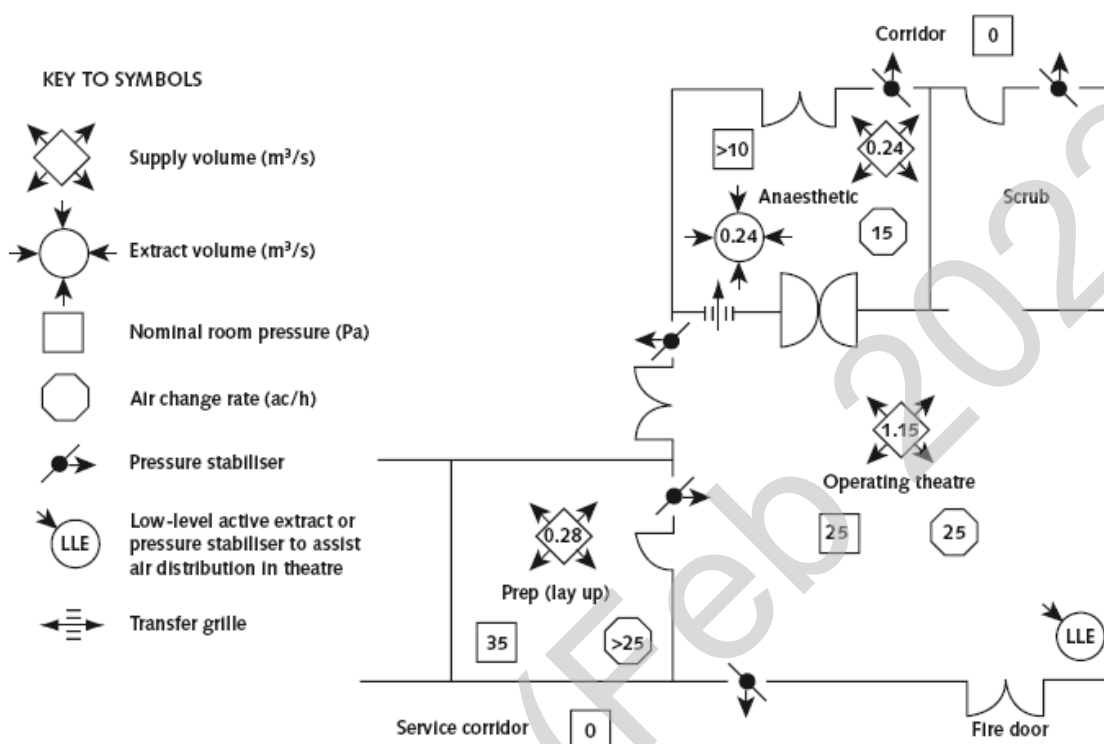 Corridor 0
KEY TO SYMBOLS
Supply volume (m³/s)
Extract volume (m³/s)
Nominal room pressure (Pa)
Air change rate (ac/h)
Pressure stabiliser
LLE
Low-level active extract or
pressure stabiliser to assist
air distribution in theatre
Transfer grille
>10
0.24
Anaesthetic
0.24
15
Scrub
1.15
Operating theatre
25
25
0.28
Prep (lay up)
35
>25
LLE
Service corridor 0
Fire door
(Feb 202